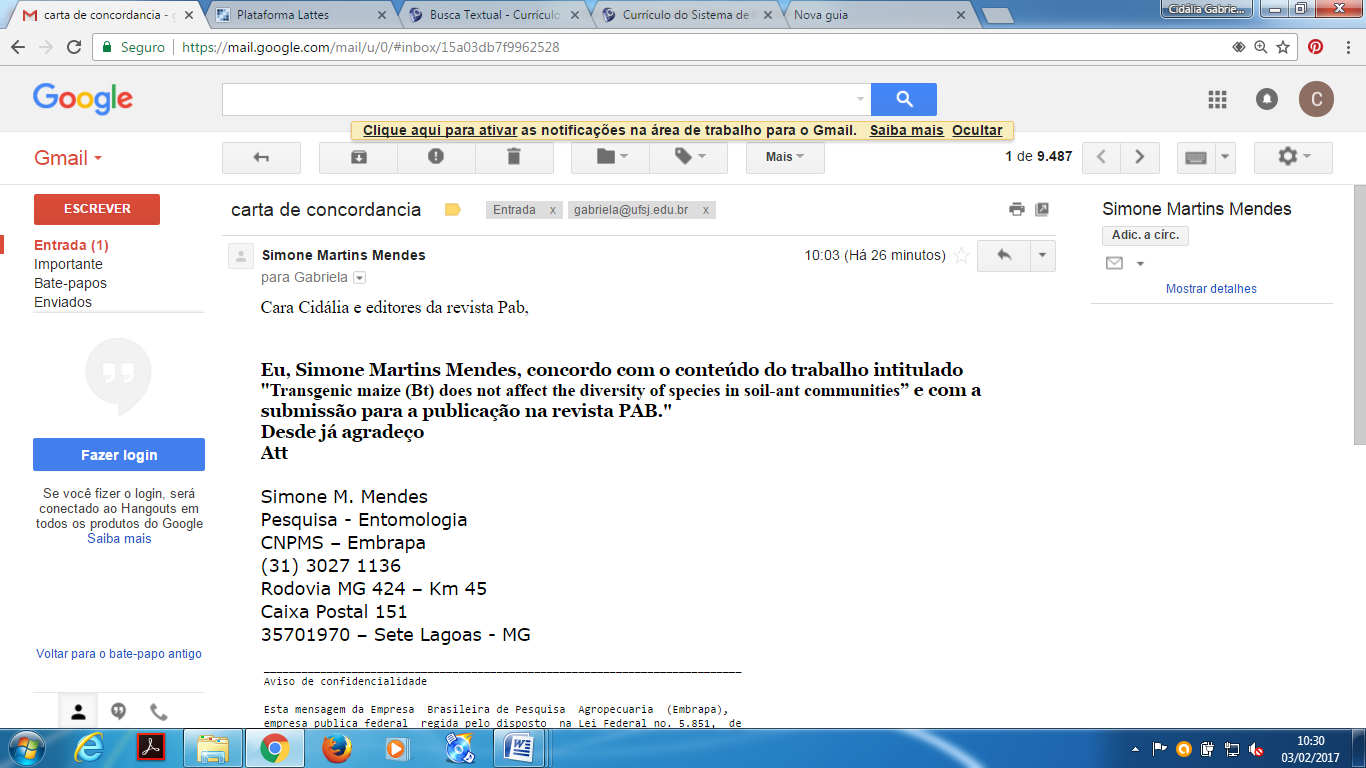 carta de concordancia - g
Plataforma Lattes
Busca Textual - Currículo
Currículo do Sistema de
Nova guia
Cidália Gabrie...
Seguro
https://mail.google.com/mail/u/0/#inbox/15a03db7f9962528
Google
C
Clique aqui para ativar as notificações na área de trabalho para o Gmail. Saiba mais Ocultar
Gmail
Mais
1 de 9.487
ESCREVER
Entrada (1)
Importante
Bate-papos
Enviados
carta de concordancia
Entrada x
gabriela@ufsj.edu.br x
Simone Martins Mendes
10:03 (Há 26 minutos)
para Gabriela
Cara Cidália e editores da revista Pab,
Eu, Simone Martins Mendes, concordo com o conteúdo do trabalho intitulado
"Transgenic maize (Bt) does not affect the diversity of species in soil-ant communities” e com a
submissão para a publicação na revista PAB."
Desde já agradeço
Att
Simone M. Mendes
Pesquisa - Entomologia
CNPMS – Embrapa
(31) 3027 1136
Rodovia MG 424 – Km 45
Caixa Postal 151
35701970 – Sete Lagoas - MG
Aviso de confidencialidade
Esta mensagem da Empresa Brasileira de Pesquisa Agropecuaria (Embrapa),
empresa publica federal regida pelo disposto na Lei Federal no. 5.851, de
Simone Martins Mendes
Adic. a círc.
Mostrar detalhes
Fazer login
Se você fizer o login, será
conectado ao Hangouts em
todos os produtos do Google
Saiba mais
Voltar para o bate-papo antigo
10:30
03/02/2017